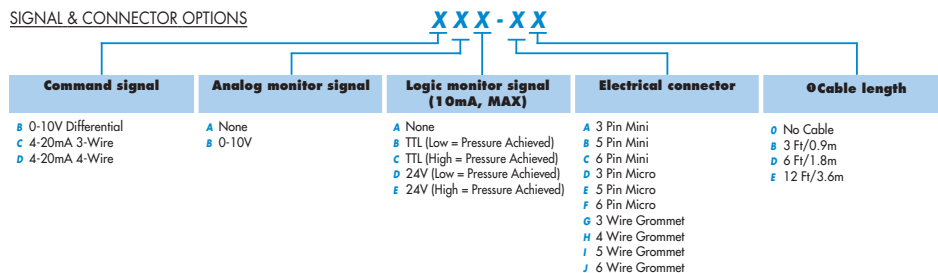 SIGNAL & CONNECTOR OPTIONS
X X X - X X
Command signal
B 0-10V Differential
C 4-20mA 3-Wire
D 4-20mA 4-Wire
Analog monitor signal
A None
B 0-10V
Logic monitor signal
(10mA, MAX)
A None
B TTL (Low = Pressure Achieved)
C TTL (High = Pressure Achieved)
D 24V (Low = Pressure Achieved)
E 24V (High = Pressure Achieved)
Electrical connector
A 3 Pin Mini
B 5 Pin Mini
C 6 Pin Mini
D 3 Pin Micro
E 5 Pin Micro
F 6 Pin Micro
G 3 Wire Grommet
H 4 Wire Grommet
I 5 Wire Grommet
J 6 Wire Grommet
❶Cable length
0 No Cable
B 3 Ft/0.9m
D 6 Ft/1.8m
E 12 Ft/3.6m